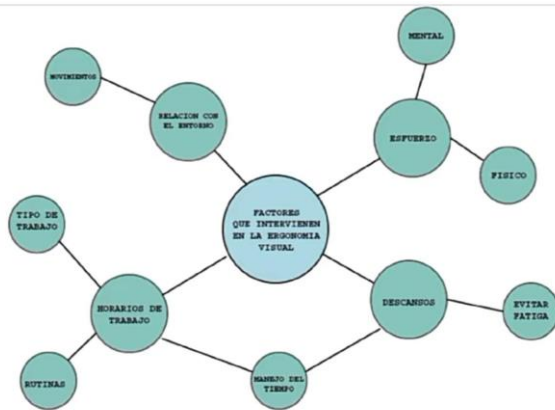 MENTAL
MOVIMIENTOS
RELACION CON
EL ENTORNO
ESFUERZO
FISICO
FACTORES
QUE INTERVIENEN
EN LA ERGONOMIA
VISUAL
TIPO DE
TRABAJO
HORARIOS DE
TRABAJO
DESCANSOS
EVITAR
FATIGA
RUTINAS
MANEJO DEL
TIEMPO